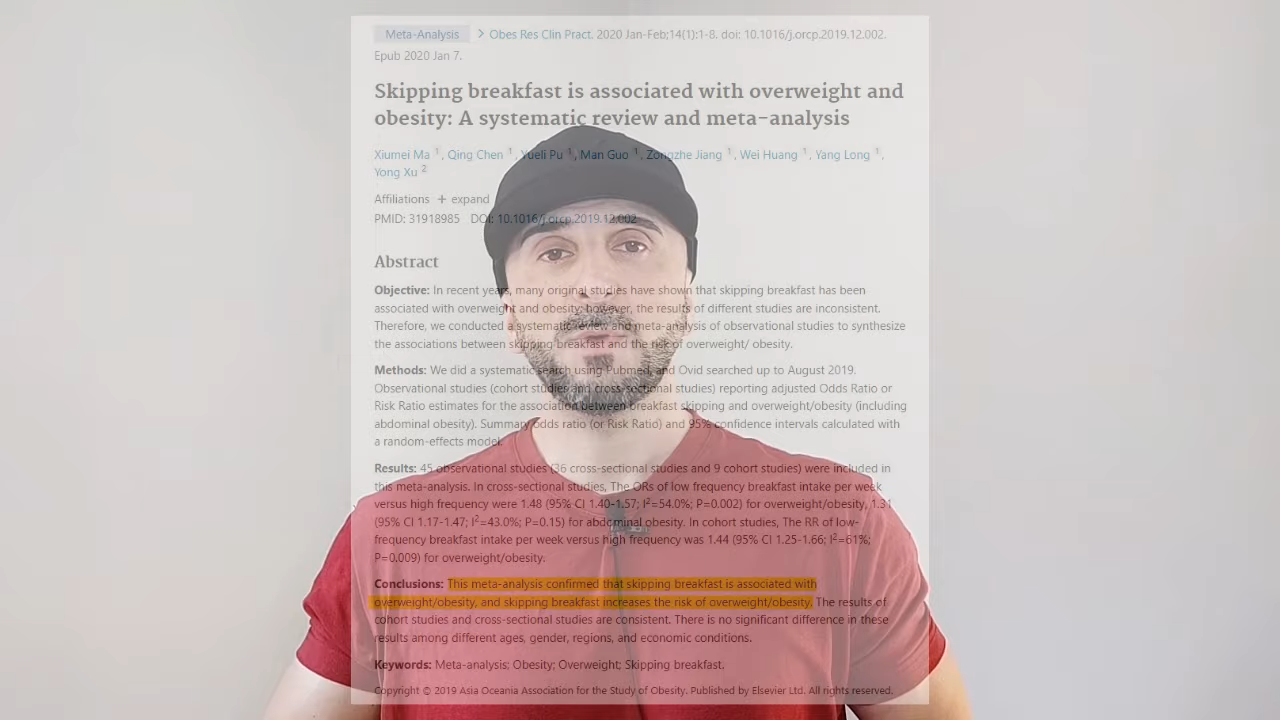 Meta-Analysis > Obes Res Clin Pract. 2020 Jan-Feb;14(1):1-8. doi: 10.1016/j.orcp.2019.12.002.
Epub 2020 Jan 7.
Skipping breakfast is associated with overweight and
obesity: A systematic review and meta-analysis
Xiumei Ma 1, Qing Chen 1, Yueli Pu 1, Man Guo 1, Zongzhe Jiang 1, Wei Huang 1, Yang Long 1,
Yong Xu 2
Affiliations + expand
PMID: 31918985 DOI: 10.1016/j.orcp.2019.12.002
Abstract
Objective: In recent years, many original studies have shown that skipping breakfast has been
associated with overweight and obesity; however, the results of different studies are inconsistent.
Therefore, we conducted a systematic review and meta-analysis of observational studies to synthesize
the associations between skipping breakfast and the risk of overweight/ obesity.
Methods: We did a systematic search using Pubmed, and Ovid searched up to August 2019.
Observational studies (cohort studies and cross-sectional studies) reporting adjusted Odds Ratio or
Risk Ratio estimates for the association between breakfast skipping and overweight/obesity (including
abdominal obesity). Summary odds ratio (or Risk Ratio) and 95% confidence intervals calculated with
a random-effects model.
Results: 45 observational studies (36 cross-sectional studies and 9 cohort studies) were included in
this meta-analysis. In cross-sectional studies, The ORs of low frequency breakfast intake per week
versus high frequency were 1.48 (95% CI 1.40-1.57; I2=54.0%; P=0.002) for overweight/obesity, 1.31
(95% CI 1.17-1.47; I2=43.0%; P=0.15) for abdominal obesity. In cohort studies, The RR of low-
frequency breakfast intake per week versus high frequency was 1.44 (95% CI 1.25-1.66; I2=61%;
P=0.009) for overweight/obesity.
Conclusions: This meta-analysis confirmed that skipping breakfast is associated with
overweight/obesity, and skipping breakfast increases the risk of overweight/obesity. The results of
cohort studies and cross-sectional studies are consistent. There is no significant difference in these
results among different ages, gender, regions, and economic conditions.
Keywords: Meta-analysis; Obesity; Overweight; Skipping breakfast.
Copyright © 2019 Asia Oceania Association for the Study of Obesity. Published by Elsevier Ltd. All rights reserved.